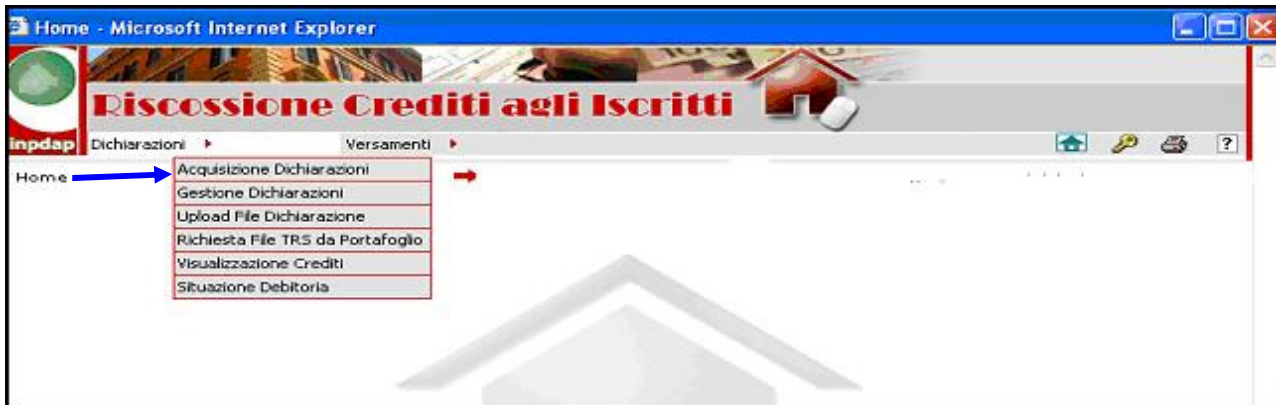 Home - Microsoft Internet Explorer
Riscossione Crediti agli Iscritti
inpdap Dichiarazioni Versamenti ?
Home
Acquisizione Dichiarazioni
Gestione Dichiarazioni
Upload File Dichiarazione
Richiesta File TRS da Portafoglio
Visualizzazione Crediti
Situazione Debitoria